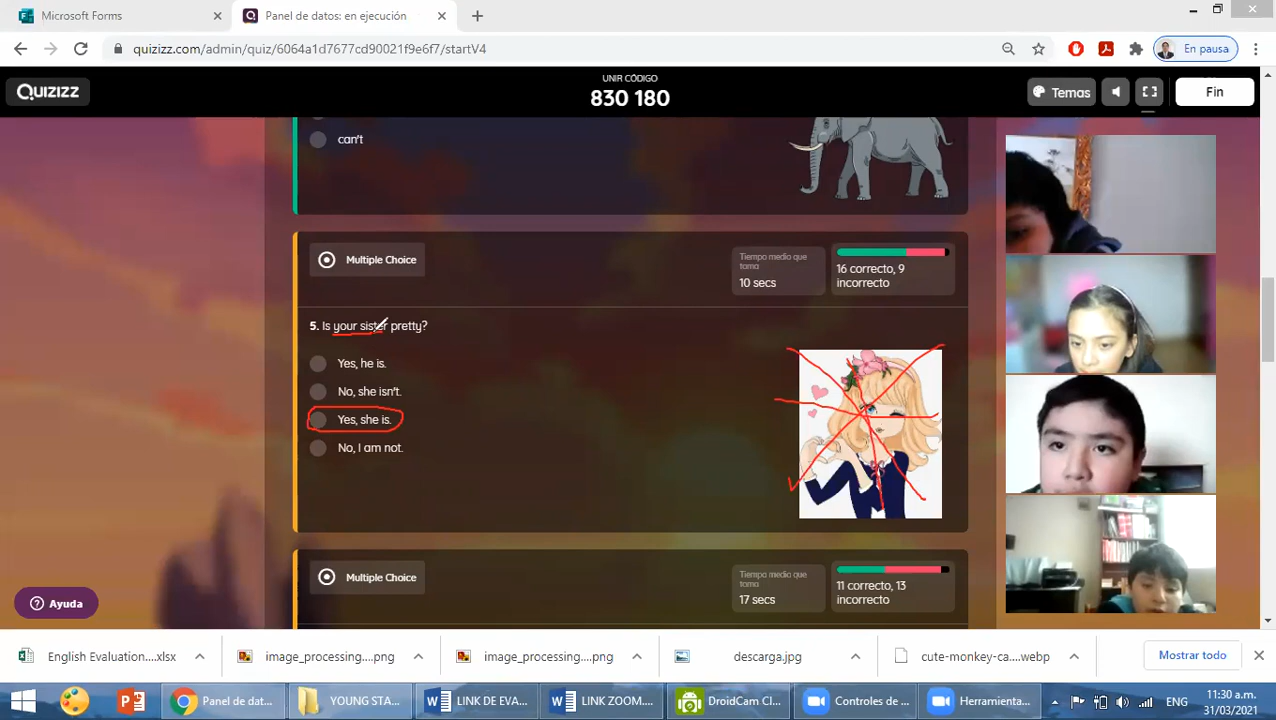 Microsoft Forms
Panel de datos: en ejecución
quizizz.com/admin/quiz/6064a1d7677cd90021f9e6f7/startV4
En pausa
QUIZIZZ
UNIR CÓDIGO
830 180
Temas
Fin
can't
Multiple Choice
Tiempo medio que toma
10 secs
16 correcto, 9
incorrecto
5. Is your sister pretty?
Yes, he is.
No, she isn't.
Yes, she is.
No, I am not.
Multiple Choice
Tiempo medio que toma
17 secs
11 correcto, 13
incorrecto
Ayuda
English Evaluation....xlsx
image_processing....png
image_processing....png
descarga.jpg
cute-monkey-ca....webp
Mostrar todo
Panel de dat...
YOUNG STA...
LINK DE EVA...
LINK ZOOM...
DroidCam Cl...
Controles de ...
Herramienta...
ENG
11:30 a.m.
31/03/2021